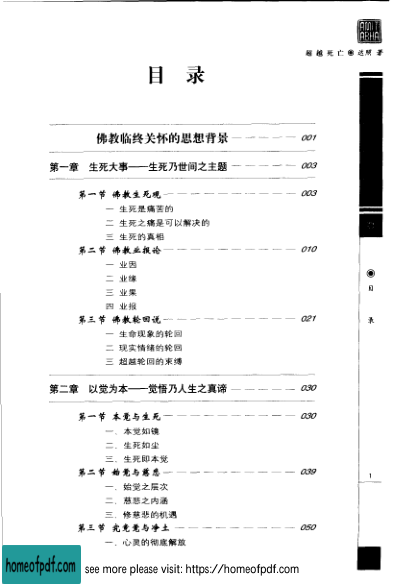 AMIT
ABHA
超越死亡◉达照 著
目 录
佛教临终关怀的思想背景 001
第一章 生死大事——生死乃世间之主题 003
第一节 佛教生死观 003
一 生死是痛苦的
二 生死之痛是可以解决的
三 生死的真相
第二节 佛教业报论 010
一 业因
二 业缘
三 业果
四 业报
第三节 佛教轮回说 021
一 生命现象的轮回
二 现实情绪的轮回
三 超越轮回的束缚
第二章 以觉为本——觉悟乃人生之真谛 030
第一节 本觉与生死 030
一、本觉如镜
二、生死如尘
三、生死即本觉
第二节 始觉与慈悲 039
一、始觉之层次
二、慈悲之内涵
三、修慈悲的机遇
第三节 究竟觉与净土 050
一、心灵的彻底解放
◉
目
录
1
homeofpdf.com
see more please visit: https://homeofpdf.com